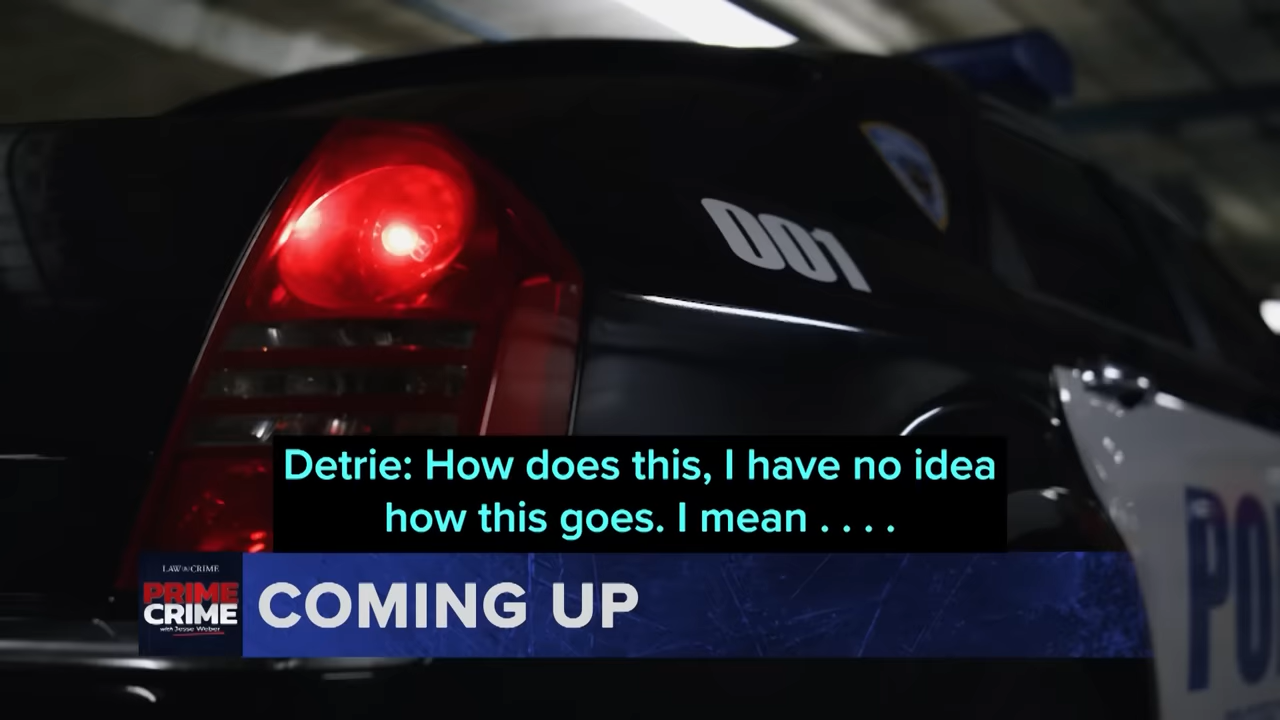 001
Detrie: How does this, I have no idea
how this goes. I mean . . . .
LAW & CRIME
PRIME
CRIME
with Jesse Weber
COMING UP
PO